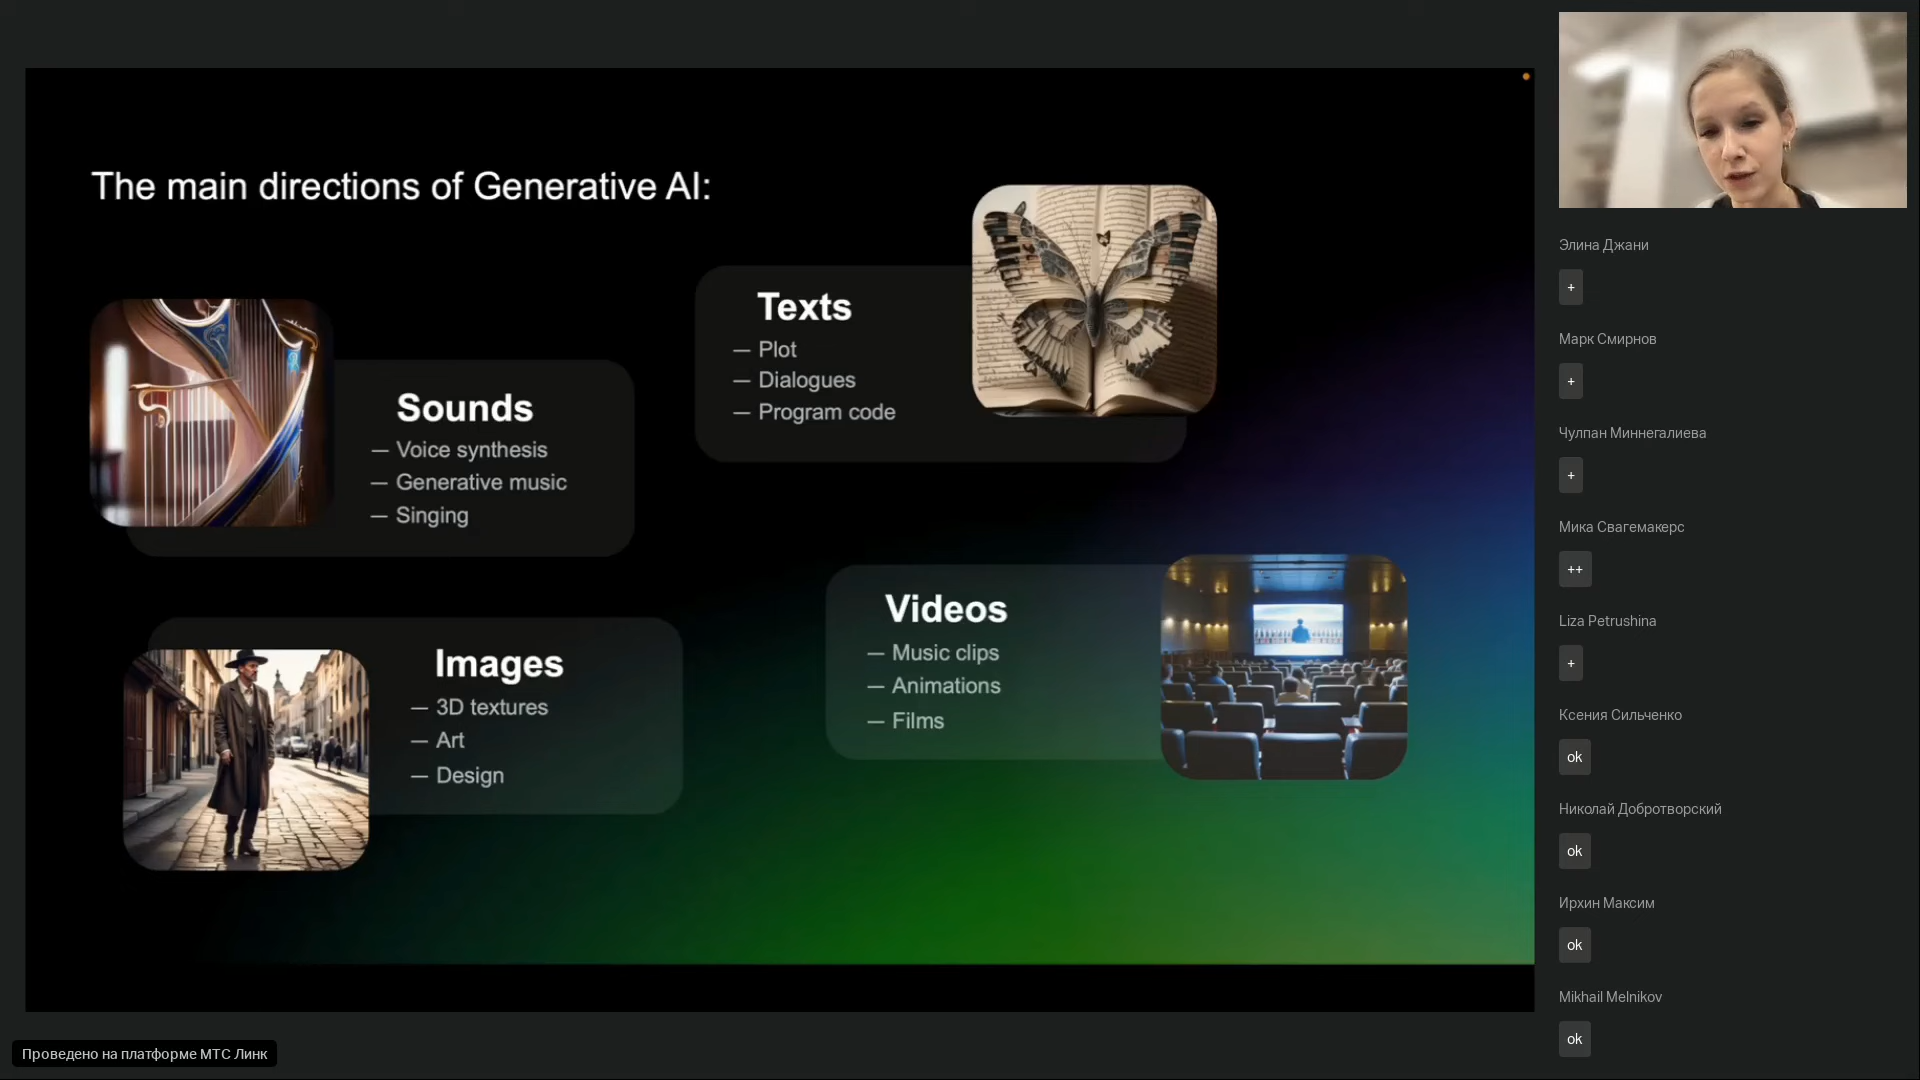 The main directions of Generative AI:
Texts
— Plot
— Dialogues
— Program code
Sounds
— Voice synthesis
— Generative music
— Singing
Videos
— Music clips
— Animations
— Films
Images
— 3D textures
— Art
— Design
Элина Джани
+
Марк Смирнов
+
Чулпан Миннегалиева
+
Мика Свагемакерс
++
Liza Petrushina
+
Ксения Сильченко
ok
Николай Добротворский
ok
Ирхин Максим
ok
Mikhail Melnikov
ok
Проведено на платформе МТС Линк